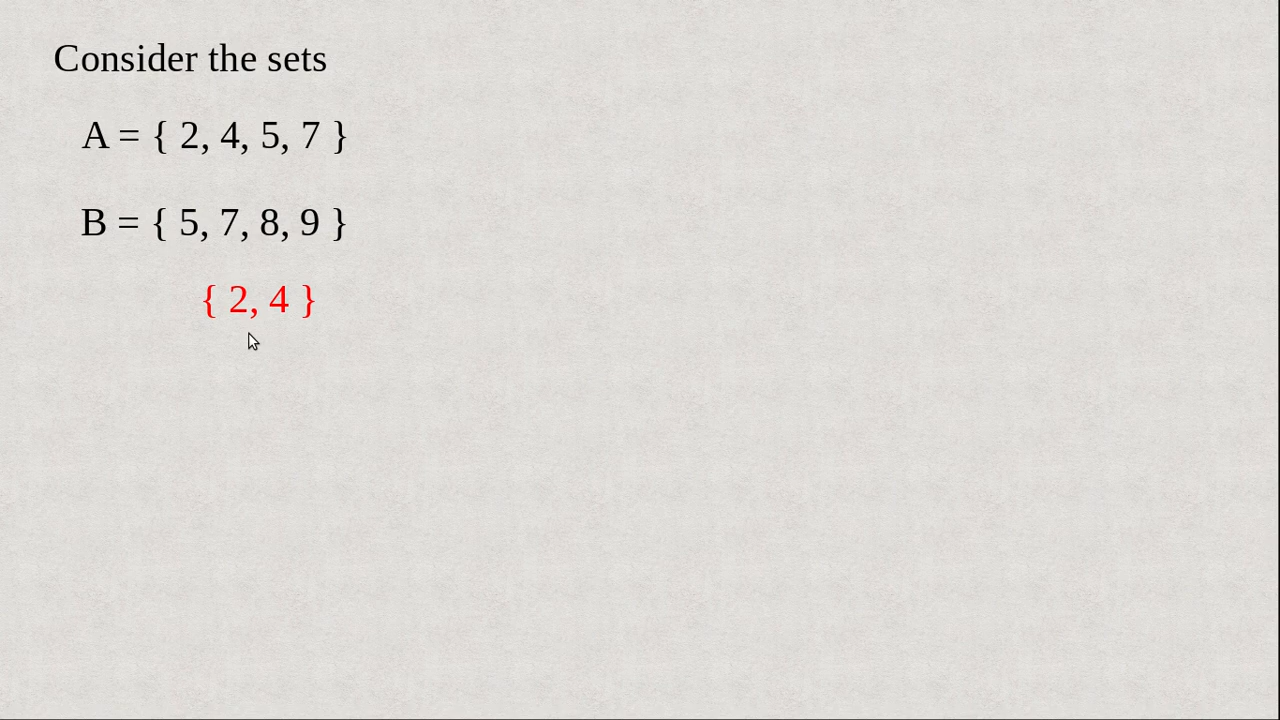 Consider the sets
A = { 2, 4, 5, 7 }
B = { 5, 7, 8, 9 }
{ 2, 4 }